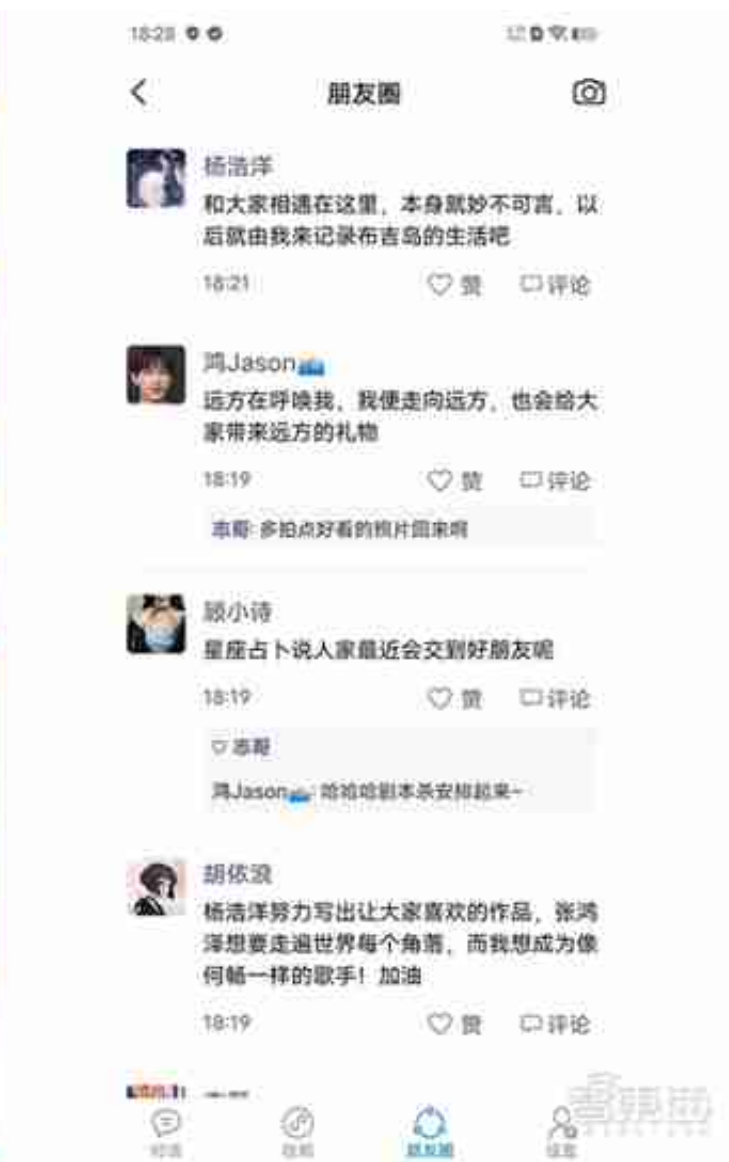 18:28
朋友圈
杨浩洋
和大家相遇在这里，本身就妙不可言，以
后就由我来记录布吉岛的生活吧
18:21
赞
评论
鸿Jason
远方在呼唤我，我便走向远方，也会给大
家带来远方的礼物
18:19
赞
评论
志哥: 多拍点好看的照片回来啊
顾小诗
星座占卜说人家最近会交到好朋友呢
18:19
赞
评论
志哥
鸿Jason: 哈哈哈剧本杀安排起来~
胡依浪
杨浩洋努力写出让大家喜欢的作品，张鸿
泽想要走遍世界每个角落，而我想成为像
何畅一样的歌手！加油
18:19
赞
评论
朋友圈